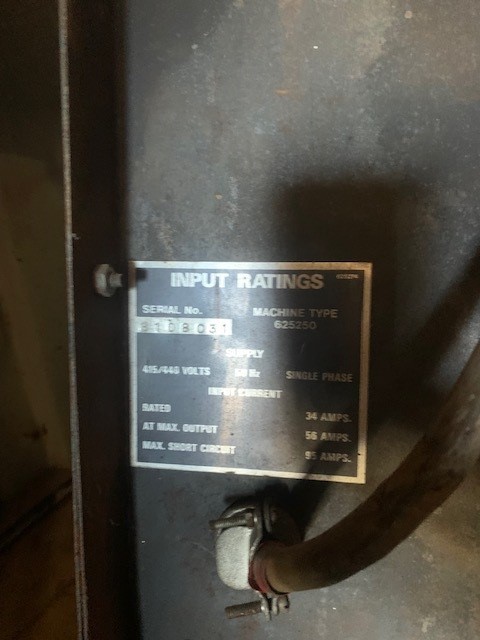 INPUT RATINGS
SERIAL No. MACHINE TYPE
8108031 625250
SUPPLY
415/440 VOLTS 50 Hz SINGLE PHASE
INPUT CURRENT
RATED 34 AMPS.
AT MAX. OUTPUT 56 AMPS.
MAX. SHORT CIRCUIT 95 AMPS.